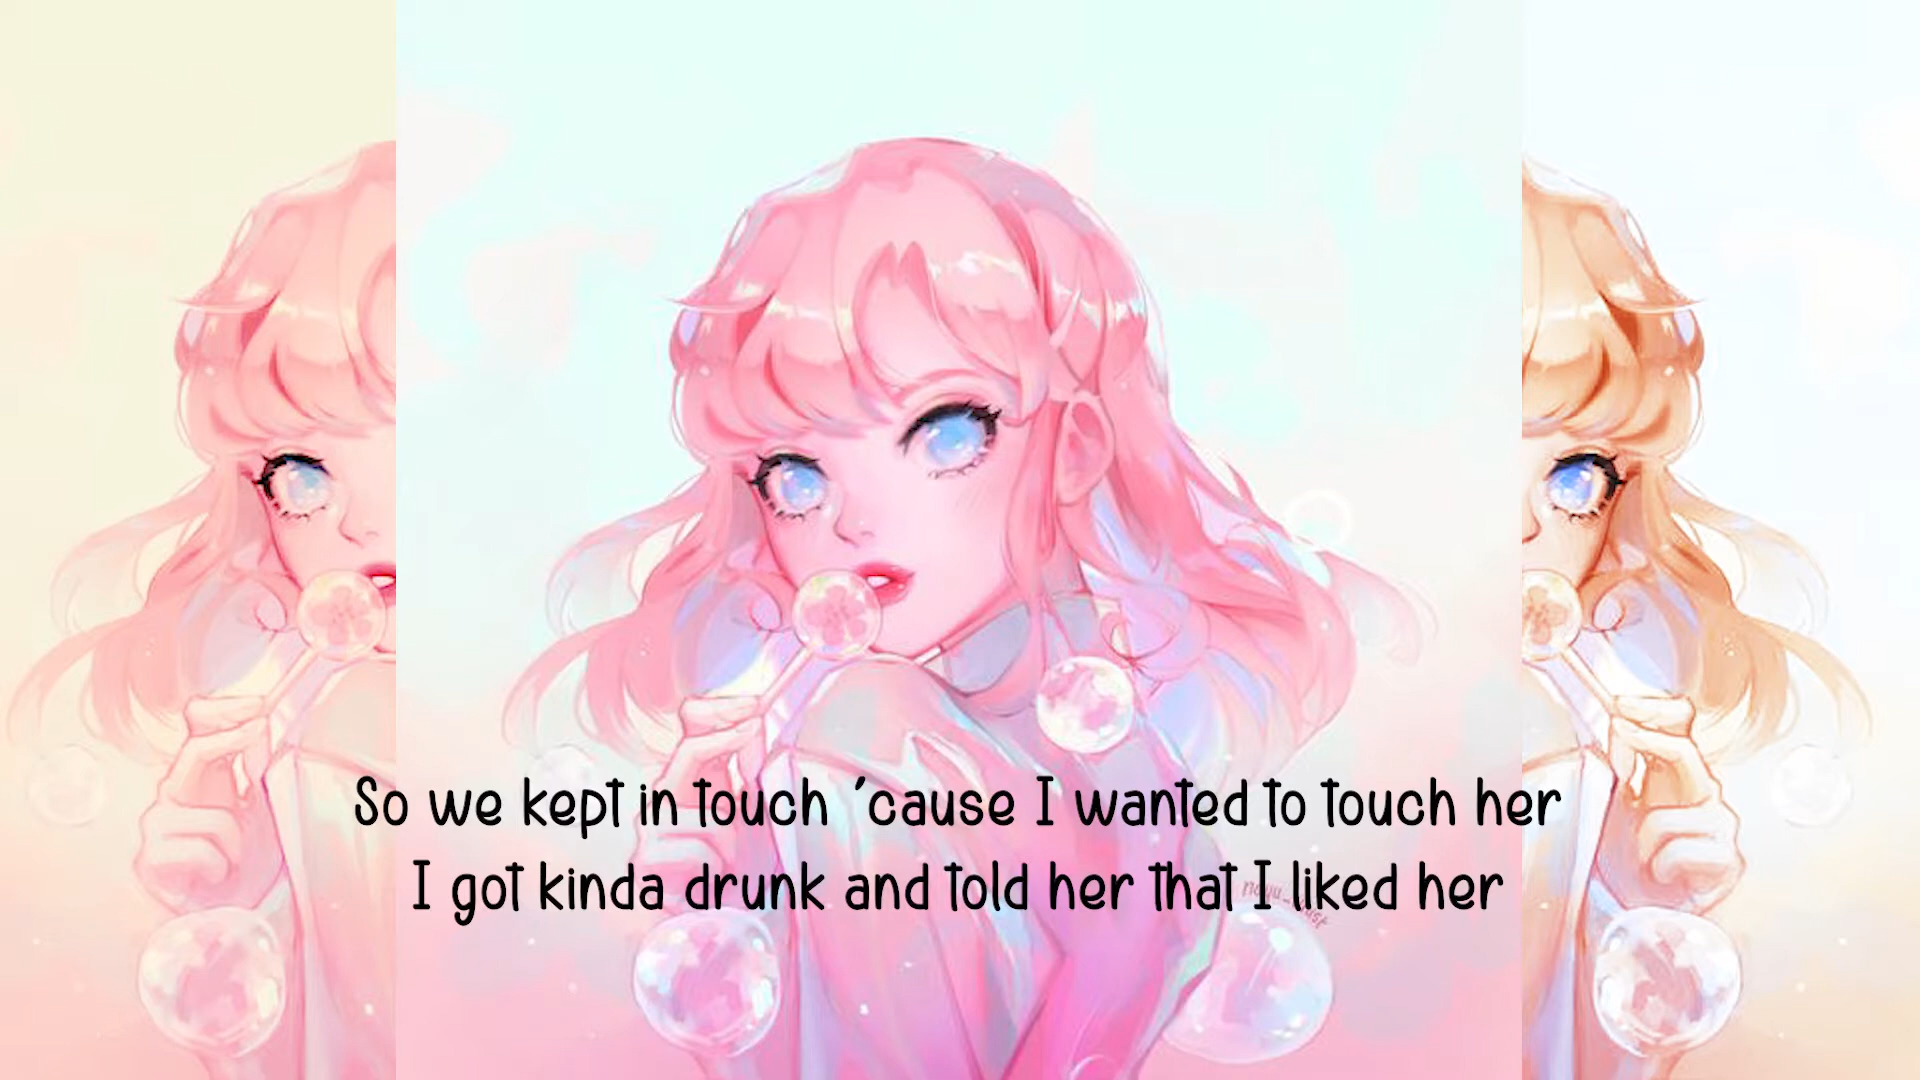 So we kept in touch 'cause I wanted to touch her
I got kinda drunk and told her that I liked her